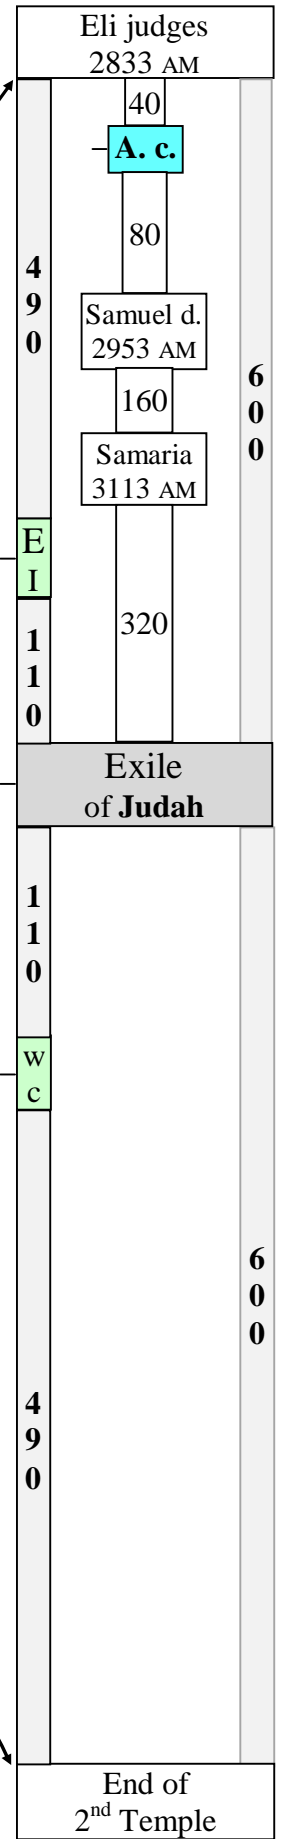 Eli judges
2833 AM
40
A. c.
80
4
9
0
Samuel d.
2953 AM
6
0
0
160
Samaria
3113 AM
E
I
320
1
1
0
Exile
of Judah
1
1
0
w
c
6
0
0
4
9
0
End of
2nd Temple